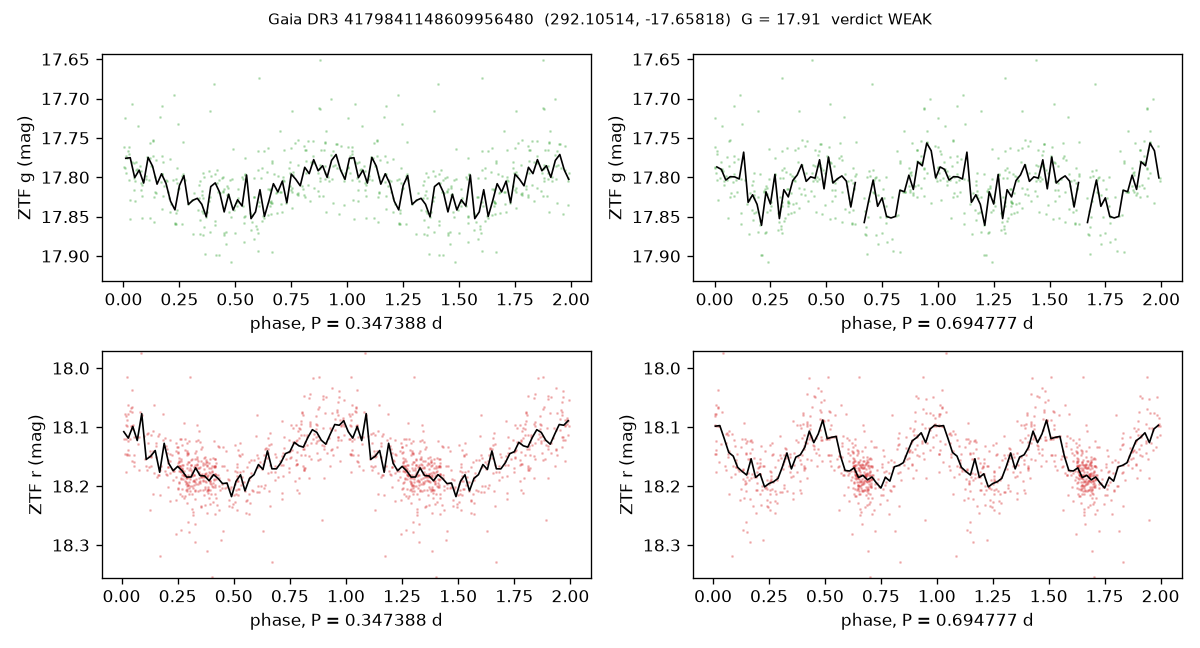 Gaia DR3 4179841148609956480 (292.10514, -17.65818) G = 17.91 verdict WEAK
ZTF g (mag)
17.65
17.70
17.75
17.80
17.85
17.90
0.00 0.25 0.50 0.75 1.00 1.25 1.50 1.75 2.00
phase, P = 0.347388 d
ZTF g (mag)
17.65
17.70
17.75
17.80
17.85
17.90
0.00 0.25 0.50 0.75 1.00 1.25 1.50 1.75 2.00
phase, P = 0.694777 d
ZTF r (mag)
18.0
18.1
18.2
18.3
0.00 0.25 0.50 0.75 1.00 1.25 1.50 1.75 2.00
phase, P = 0.347388 d
ZTF r (mag)
18.0
18.1
18.2
18.3
0.00 0.25 0.50 0.75 1.00 1.25 1.50 1.75 2.00
phase, P = 0.694777 d